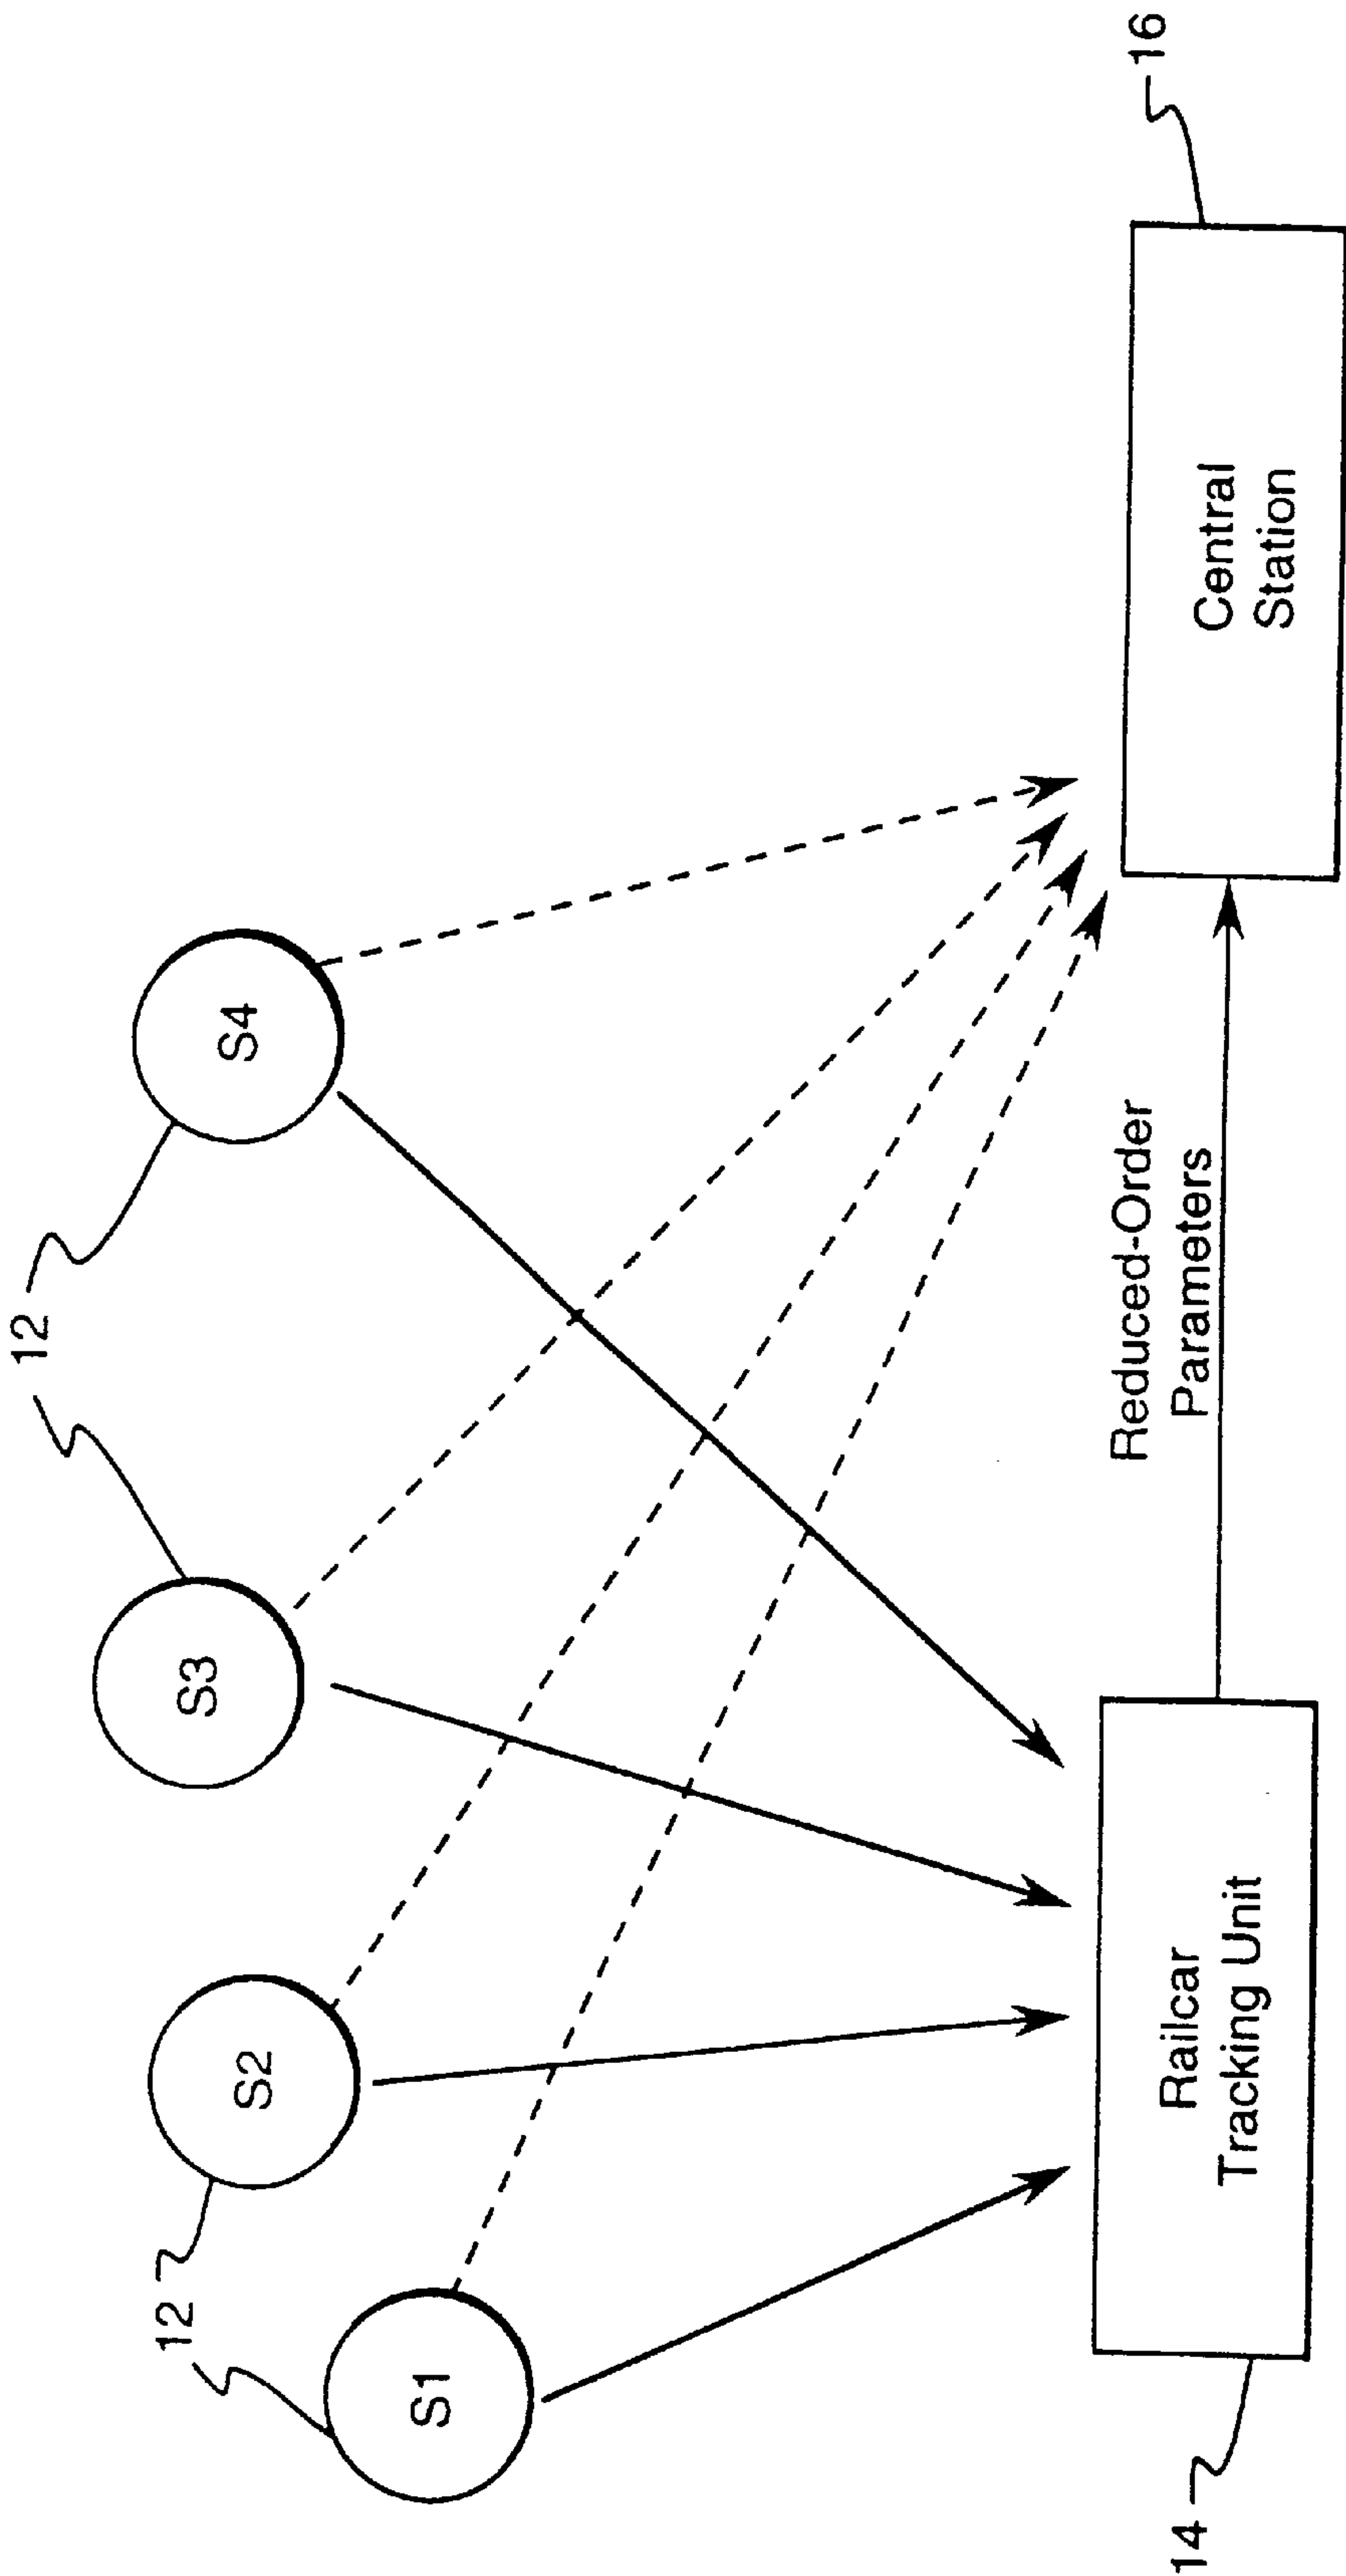 12
12
S1
S2
S3
S4
Reduced-Order
Parameters
Railcar
Tracking Unit
Central
Station
14
16